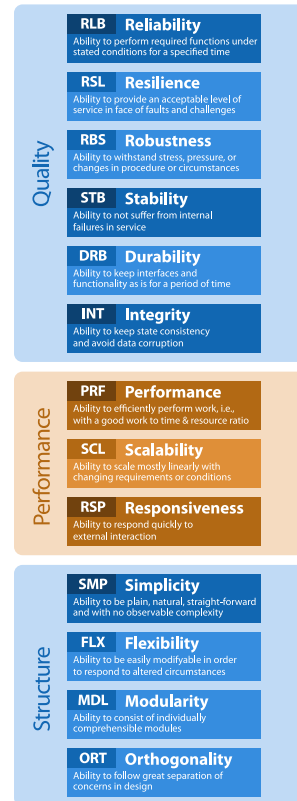 Quality
RLB Reliability
Ability to perform required functions under
stated conditions for a specified time
RSL Resilience
Ability to provide an acceptable level of
service in face of faults and challenges
RBS Robustness
Ability to withstand stress, pressure, or
changes in procedure or circumstances
STB Stability
Ability to not suffer from internal
failures in service
DRB Durability
Ability to keep interfaces and
functionality as is for a period of time
INT Integrity
Ability to keep state consistency
and avoid data corruption
Performance
PRF Performance
Ability to efficiently perform work, i.e.,
with a good work to time & resource ratio
SCL Scalability
Ability to scale mostly linearly with
changing requirements or conditions
RSP Responsiveness
Ability to respond quickly to
external interaction
Structure
SMP Simplicity
Ability to be plain, natural, straight-forward
and with no observable complexity
FLX Flexibility
Ability to be easily modifyable in order
to respond to altered circumstances
MDL Modularity
Ability to consist of individually
comprehensible modules
ORT Orthogonality
Ability to follow great separation of
concerns in design